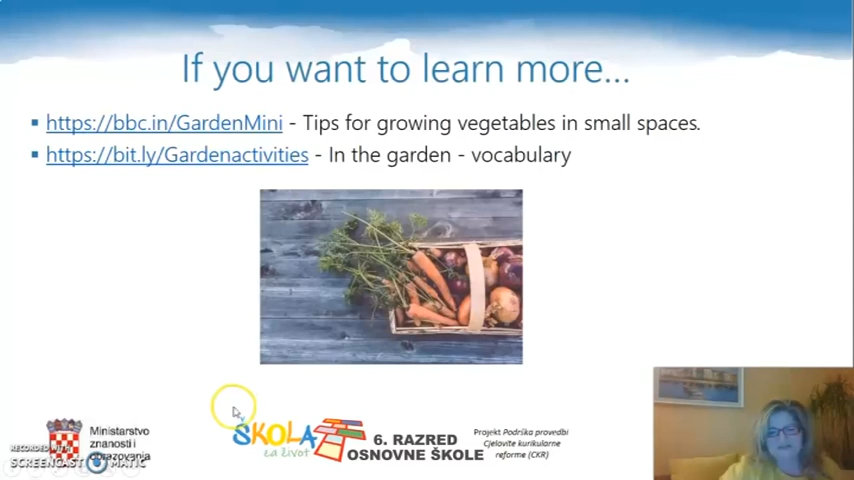 If you want to learn more...
https://bbc.in/GardenMini - Tips for growing vegetables in small spaces.
https://bit.ly/Gardenactivities - In the garden - vocabulary
Ministarstvo
znanosti i
obrazovanja
RECORDED WITH
SCREENCAST MATIC
ŠKOLA
za život
6. RAZRED
OSNOVNE ŠKOLE
Projekt Podrška provedbi
Cjelovite kurikularne
reforme (CKR)